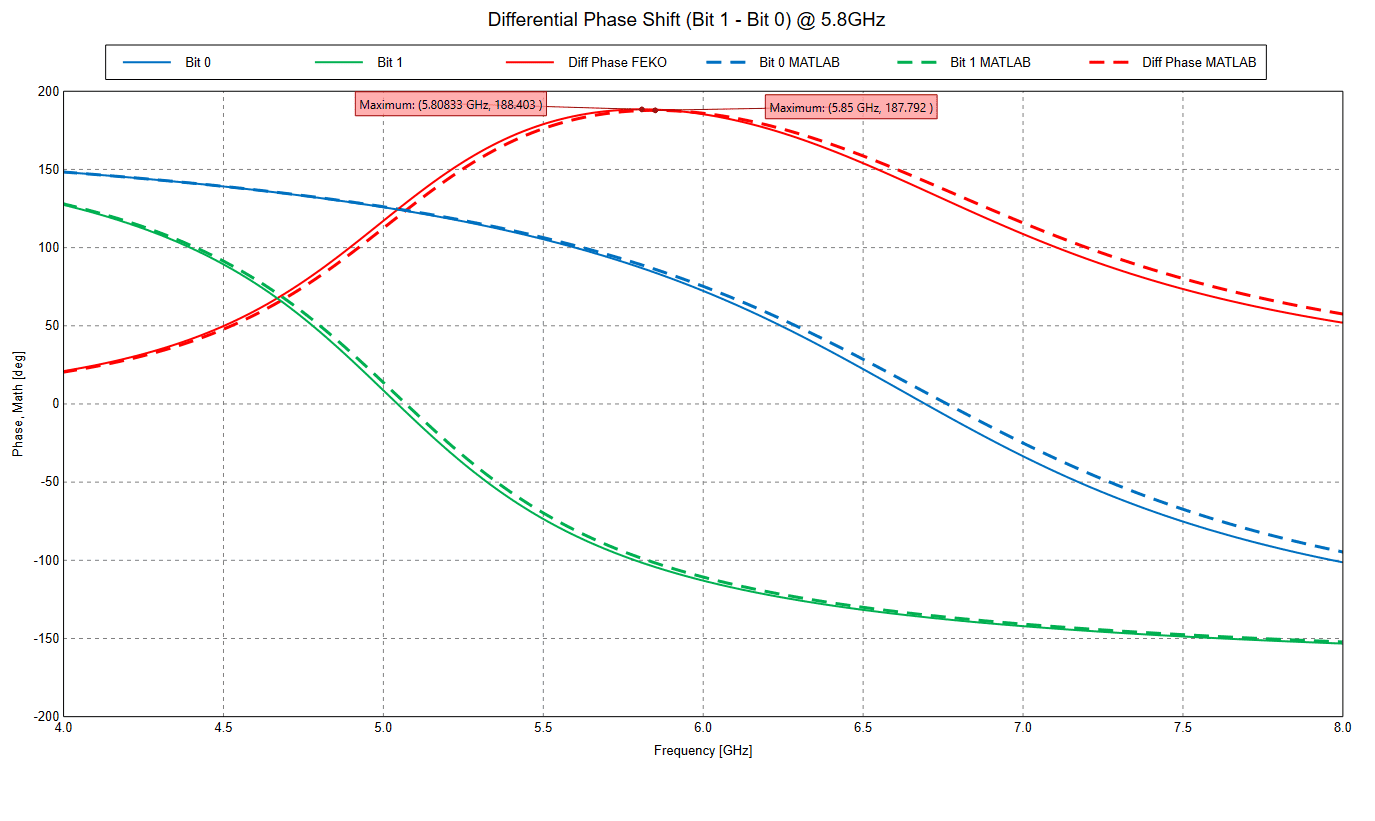 Differential Phase Shift (Bit 1 - Bit 0) @ 5.8GHz
Bit 0 Bit 1 Diff Phase FEKO Bit 0 MATLAB Bit 1 MATLAB Diff Phase MATLAB
Maximum: (5.80833 GHz, 188.403 )
Maximum: (5.85 GHz, 187.792 )
200
150
100
50
0
-50
-100
-150
-200
Phase, Math [deg]
4.0 4.5 5.0 5.5 6.0 6.5 7.0 7.5 8.0
Frequency [GHz]